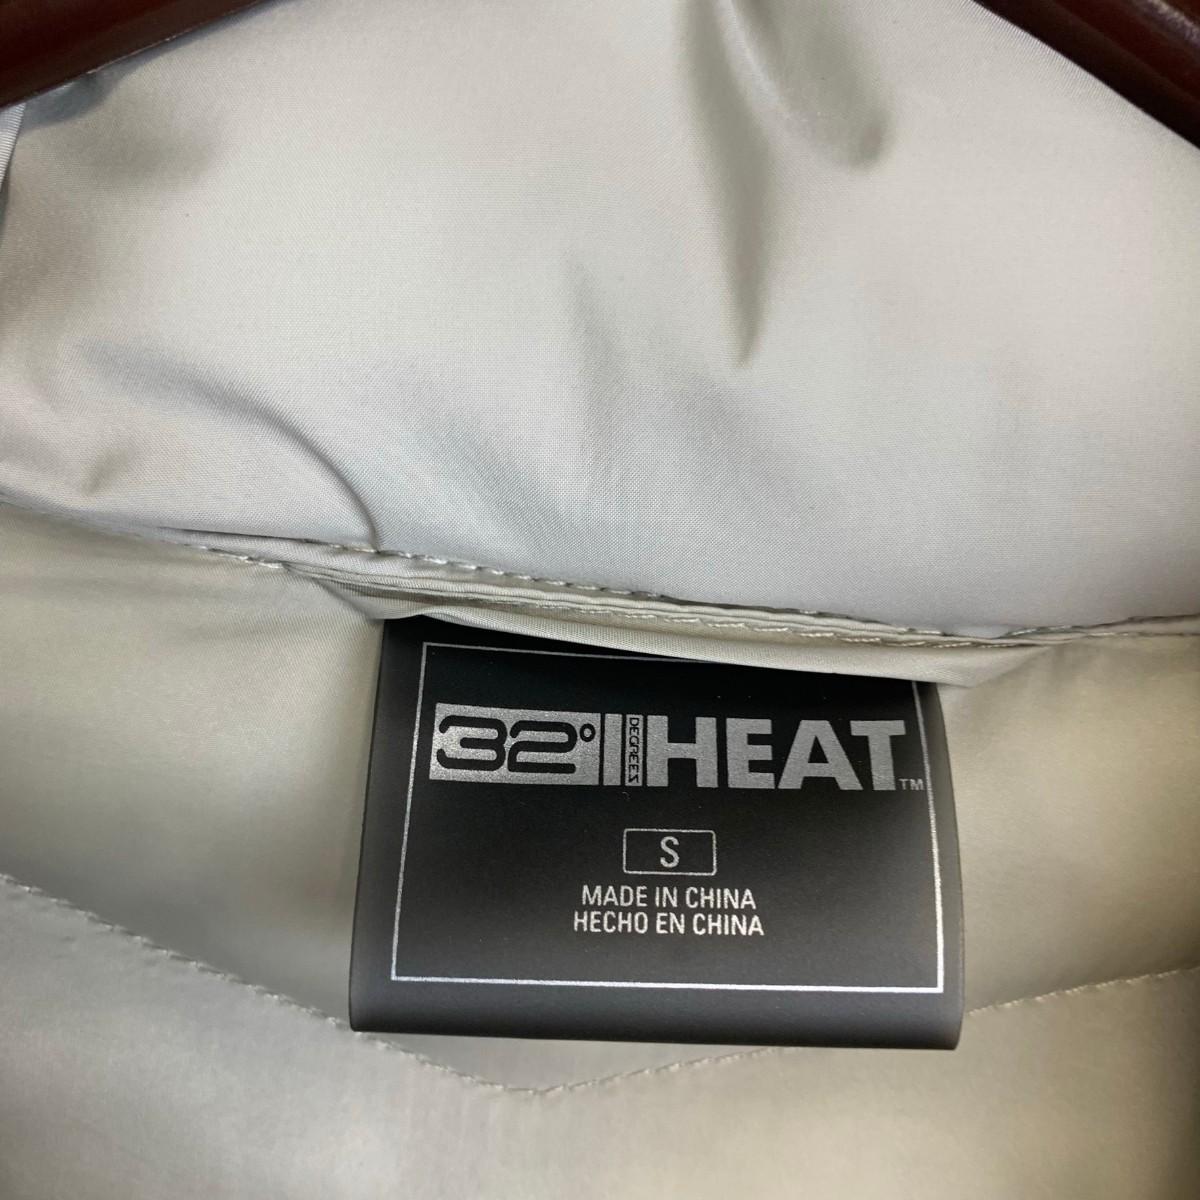 32° DEGREES HEAT™
S
MADE IN CHINA
HECHO EN CHINA